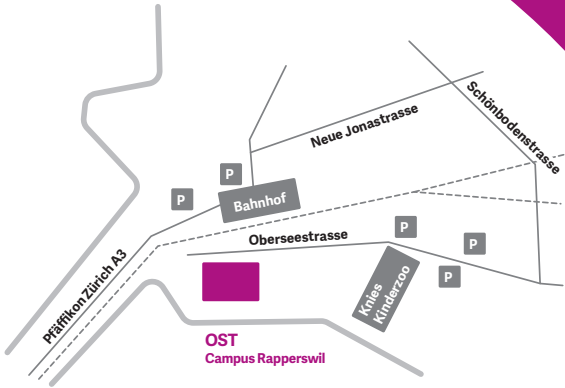 Schönbodenstrasse
Neue Jonastrasse
P
P
Bahnhof
P
Oberseestrasse
P
P
Pfäffikon Zürich A3
Knies
Kinderzoo
OST
Campus Rapperswil